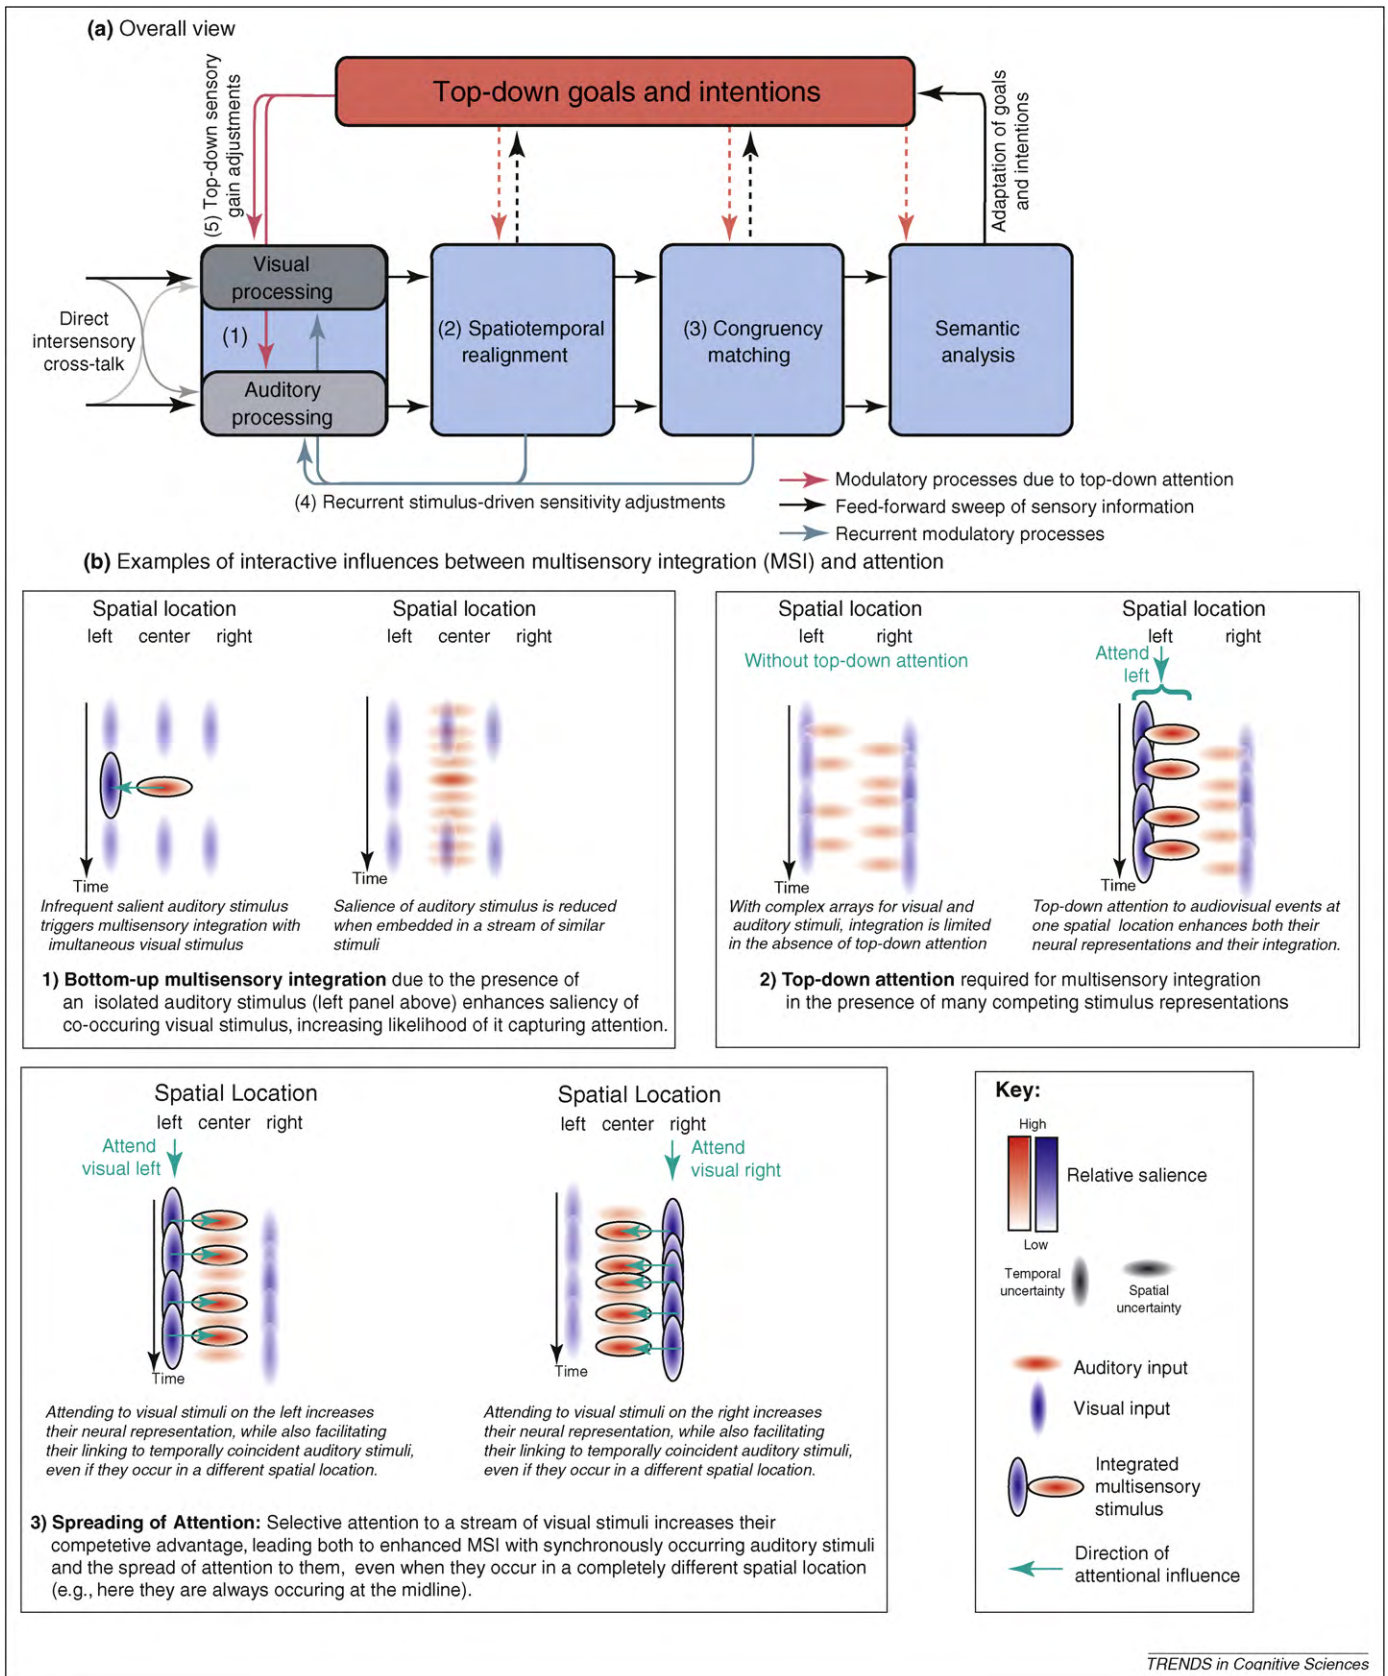 (a) Overall view
Top-down goals and intentions
(5) Top-down sensory
gain adjustments
Adaptation of goals
and intentions
Visual
processing
Direct
intersensory
cross-talk
(1)
(2) Spatiotemporal
realignment
(3) Congruency
matching
Semantic
analysis
Auditory
processing
(4) Recurrent stimulus-driven sensitivity adjustments
Modulatory processes due to top-down attention
Feed-forward sweep of sensory information
Recurrent modulatory processes
(b) Examples of interactive influences between multisensory integration (MSI) and attention
Spatial location
left center right
Time
Infrequent salient auditory stimulus
triggers multisensory integration with
imultaneous visual stimulus
Spatial location
left center right
Time
Salience of auditory stimulus is reduced
when embedded in a stream of similar
stimuli
1) Bottom-up multisensory integration due to the presence of
an isolated auditory stimulus (left panel above) enhances saliency of
co-occuring visual stimulus, increasing likelihood of it capturing attention.
Spatial location
left right
Without top-down attention
Time
With complex arrays for visual and
auditory stimuli, integration is limited
in the absence of top-down attention
Spatial location
left right
Attend
left
Time
Top-down attention to audiovisual events at
one spatial location enhances both their
neural representations and their integration.
2) Top-down attention required for multisensory integration
in the presence of many competing stimulus representations
Spatial Location
left center right
Attend
visual left
Time
Attending to visual stimuli on the left increases
their neural representation, while also facilitating
their linking to temporally coincident auditory stimuli,
even if they occur in a different spatial location.
Spatial Location
left center right
Attend
visual right
Time
Attending to visual stimuli on the right increases
their neural representation, while also facilitating
their linking to temporally coincident auditory stimuli,
even if they occur in a different spatial location.
3) Spreading of Attention: Selective attention to a stream of visual stimuli increases their
competetive advantage, leading both to enhanced MSI with synchronously occurring auditory stimuli
and the spread of attention to them, even when they occur in a completely different spatial location
(e.g., here they are always occuring at the midline).
Key:
High
Relative salience
Low
Temporal
uncertainty
Spatial
uncertainty
Auditory input
Visual input
Integrated
multisensory
stimulus
Direction of
attentional influence
TRENDS in Cognitive Sciences